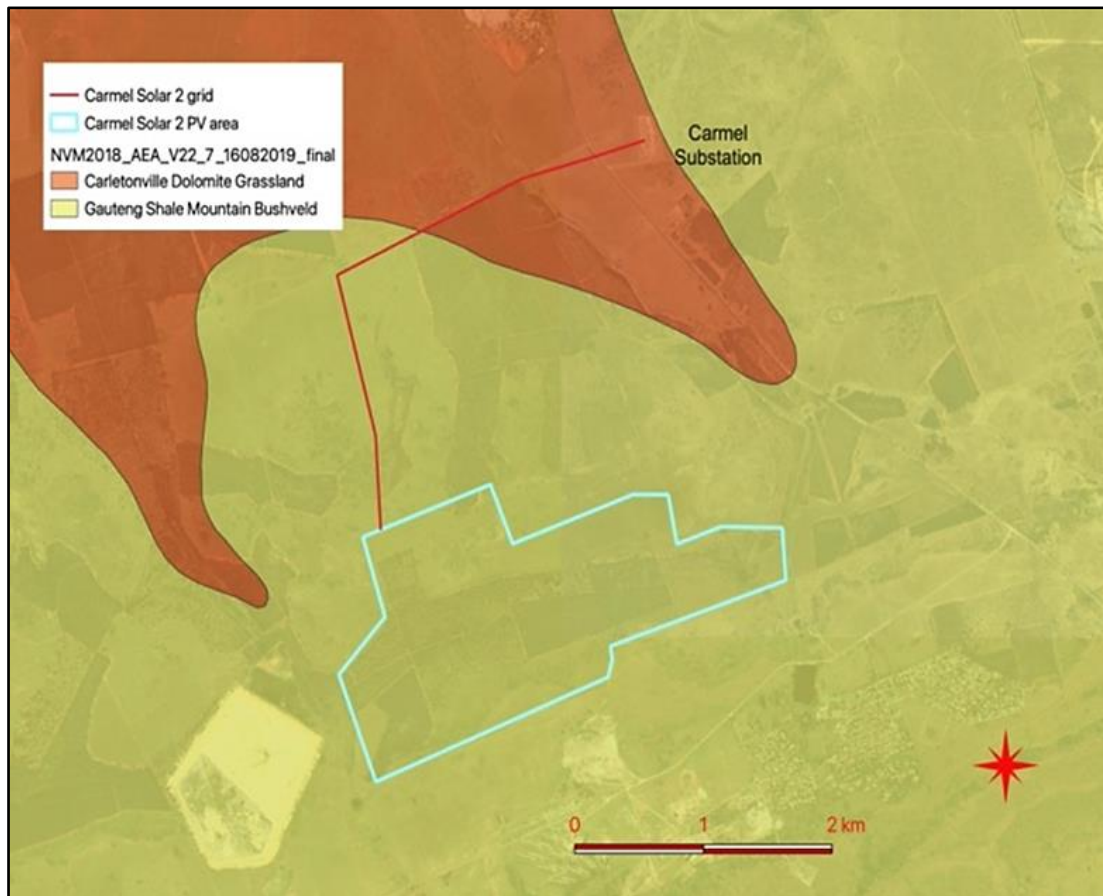 Carmel Solar 2 grid
Carmel Solar 2 PV area
NVM2018_AEA_V22_7_16082019_final
Carletonville Dolomite Grassland
Gauteng Shale Mountain Bushveld
Carmel
Substation
0 1 2 km